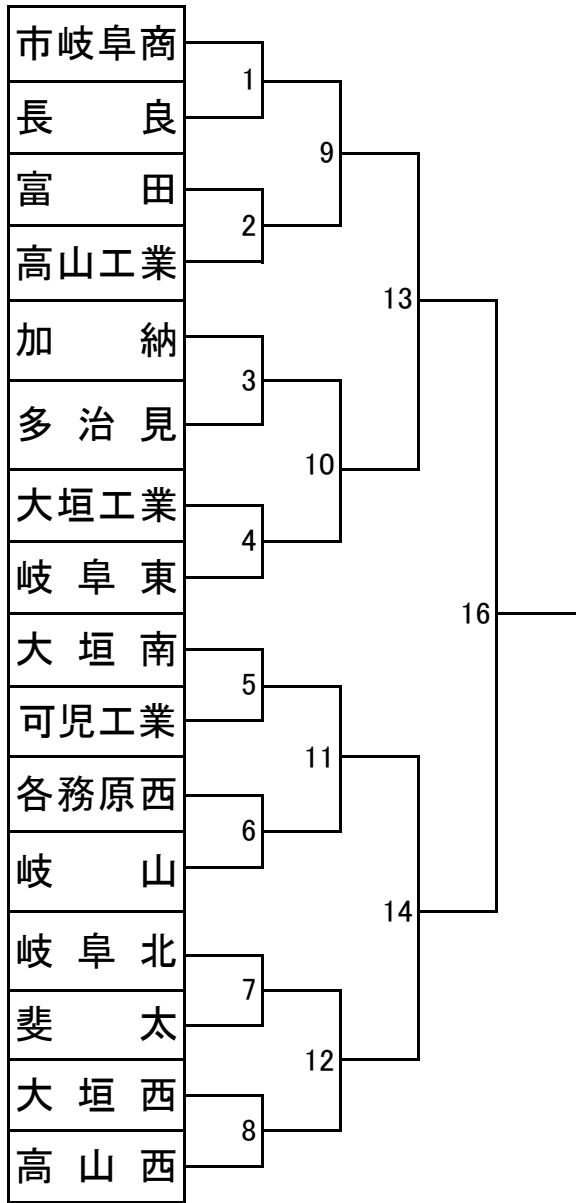 市岐阜商
長良
富田
高山工業
加納
多治見
大垣工業
岐阜東
大垣南
可児工業
各務原西
岐山
岐阜北
斐太
大垣西
高山西
1
2
3
4
5
6
7
8
9
10
11
12
13
14
16